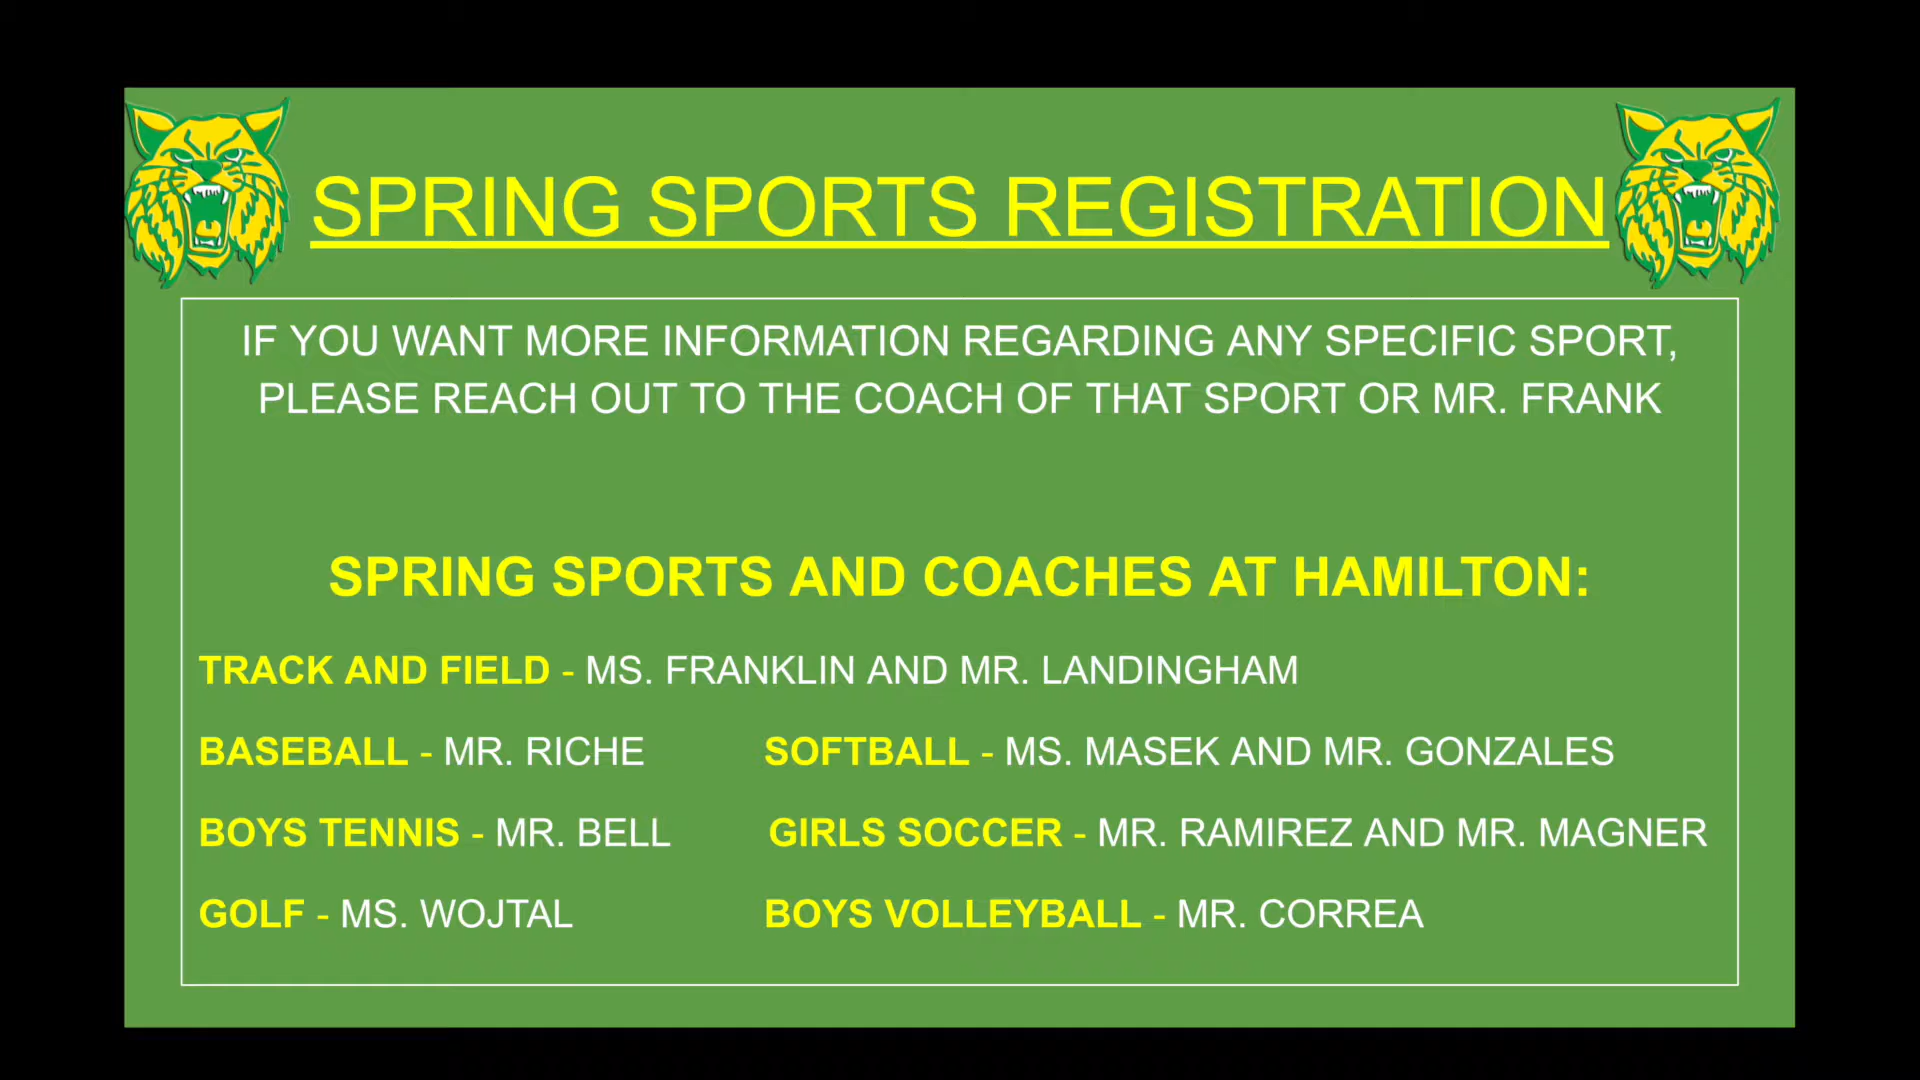 SPRING SPORTS REGISTRATION
IF YOU WANT MORE INFORMATION REGARDING ANY SPECIFIC SPORT,
PLEASE REACH OUT TO THE COACH OF THAT SPORT OR MR. FRANK
SPRING SPORTS AND COACHES AT HAMILTON:
TRACK AND FIELD - MS. FRANKLIN AND MR. LANDINGHAM
BASEBALL - MR. RICHE SOFTBALL - MS. MASEK AND MR. GONZALES
BOYS TENNIS - MR. BELL GIRLS SOCCER - MR. RAMIREZ AND MR. MAGNER
GOLF - MS. WOJTAL BOYS VOLLEYBALL - MR. CORREA